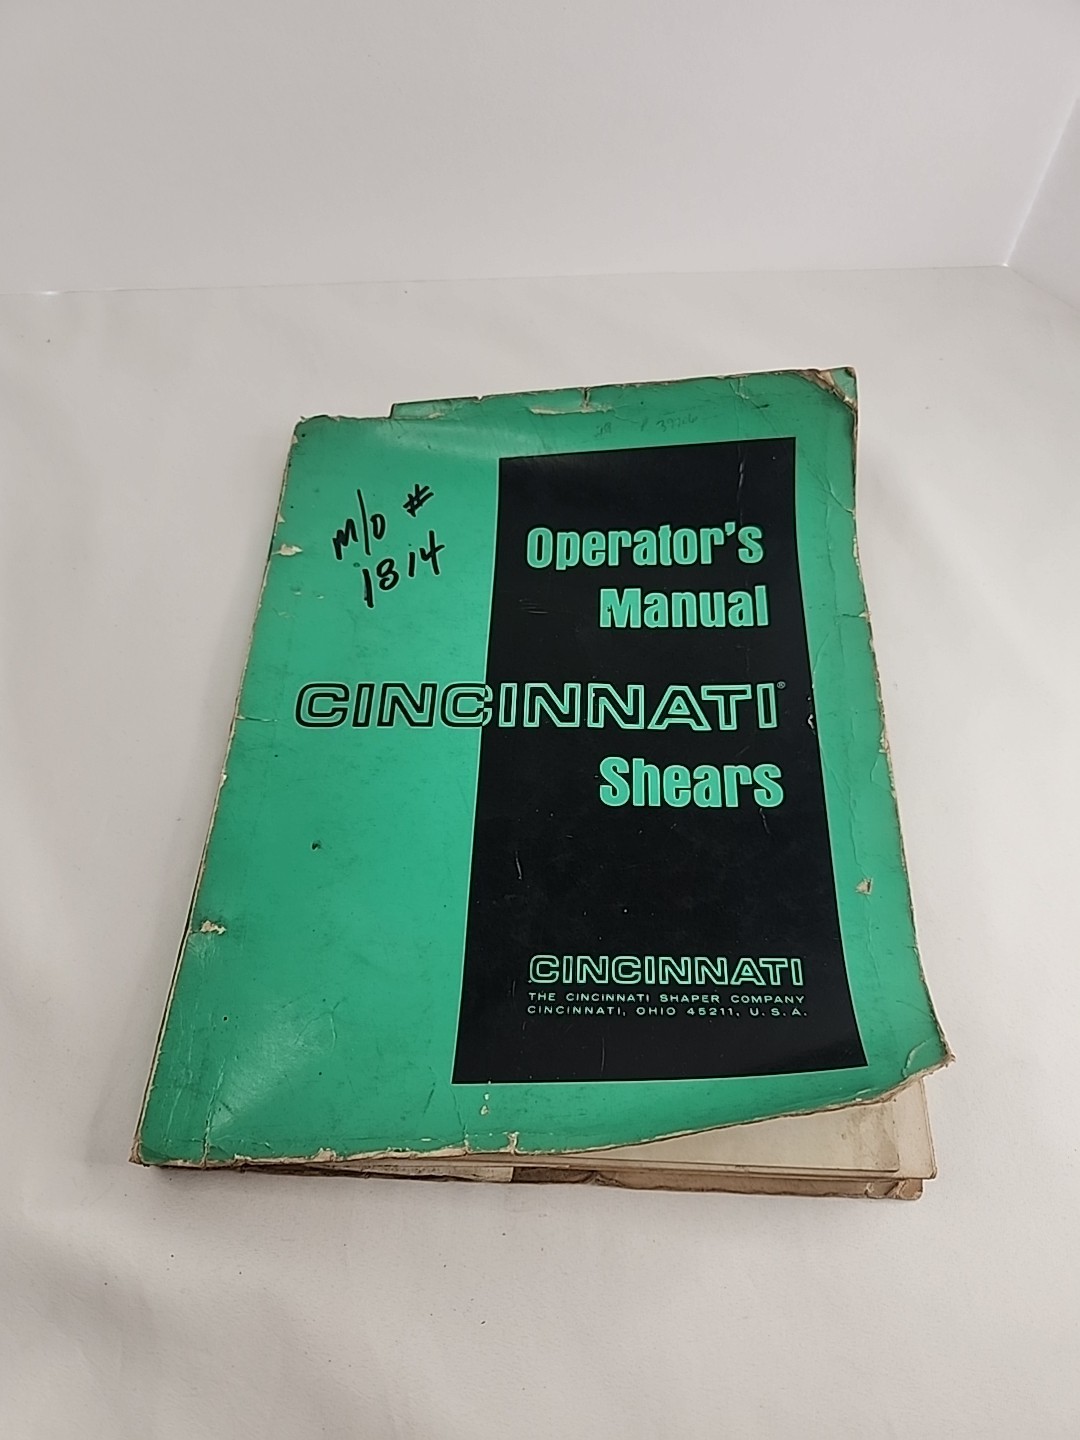 M/O #
1814
Operator's
Manual
CINCINNATI®
Shears
CINCINNATI
THE CINCINNATI SHAPER COMPANY
CINCINNATI, OHIO 45211, U.S.A.